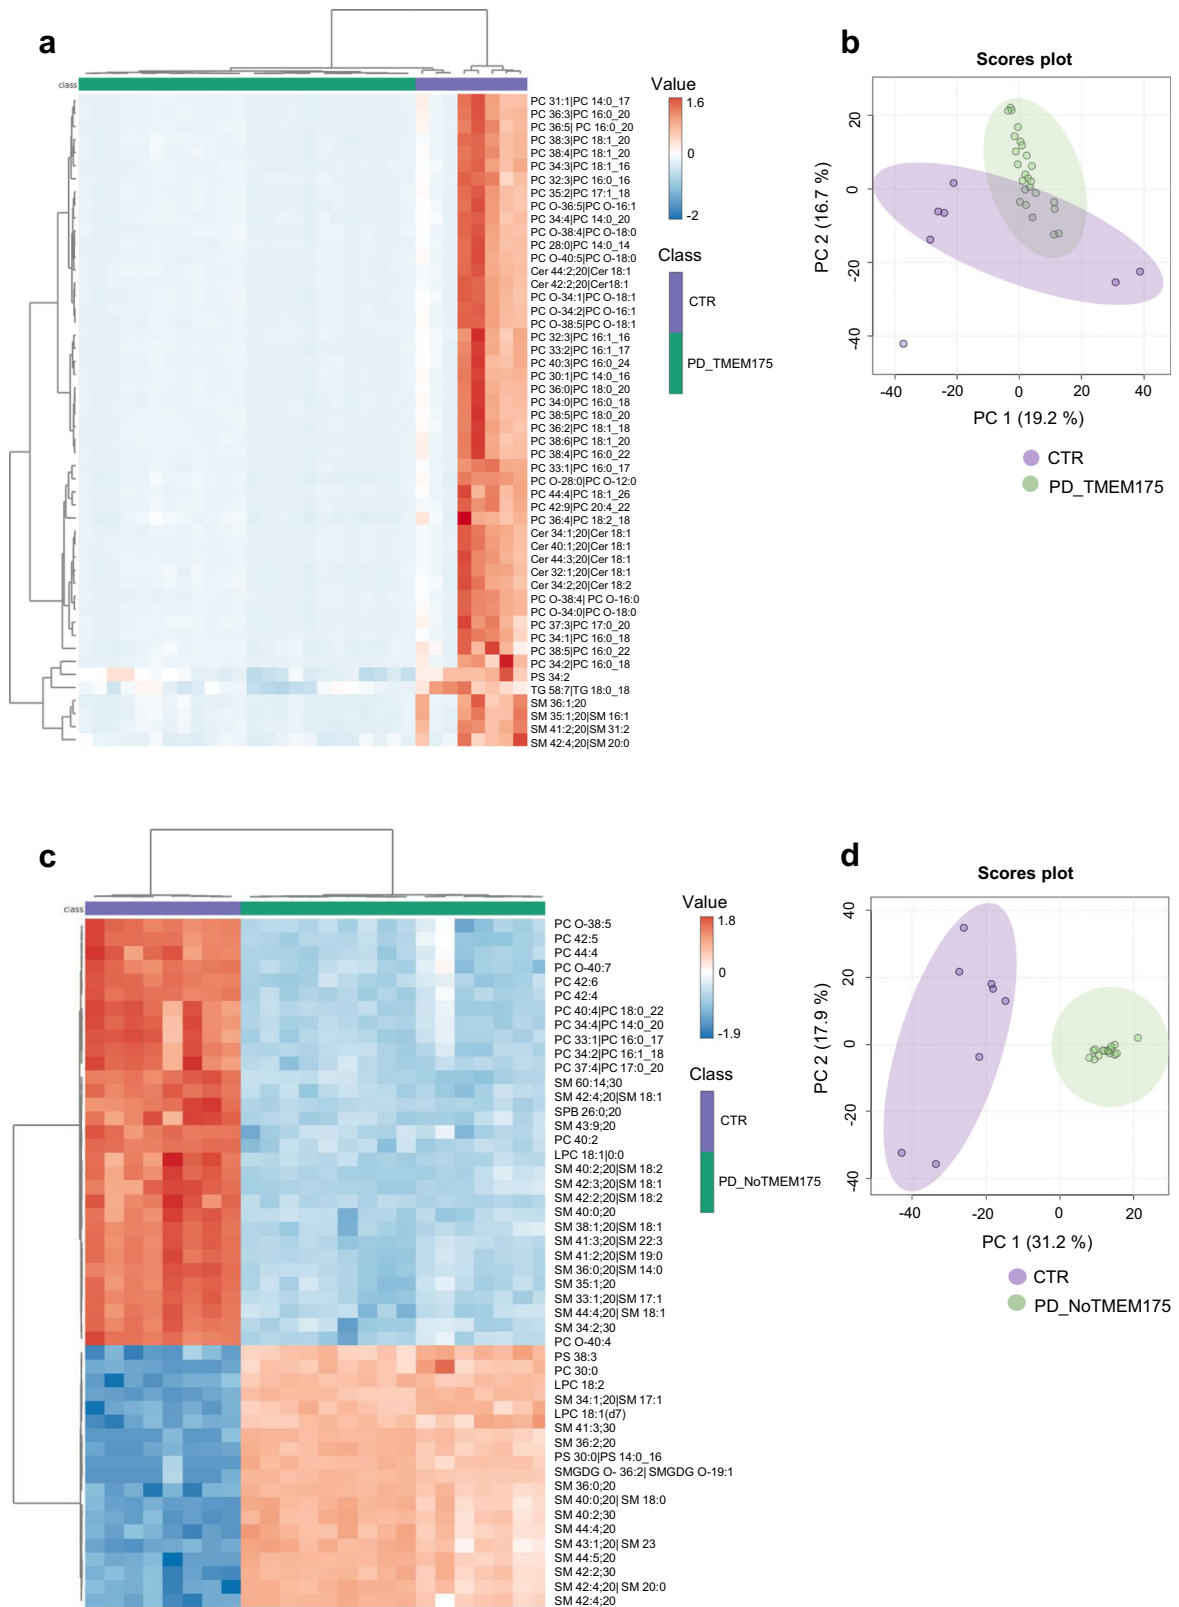 a
class
PC 31:1|PC 14:0_17
PC 36:3|PC 16:0_20
PC 36:5| PC 16:0_20
PC 38:3|PC 18:1_20
PC 38:4|PC 18:1_20
PC 34:3|PC 18:1_16
PC 32:3|PC 16:0_16
PC 35:2|PC 17:1_18
PC O-36:5|PC O-16:1
PC 34:4|PC 14:0_20
PC O-38:4|PC O-18:0
PC 28:0|PC 14:0_14
PC O-40:5|PC O-18:0
Cer 44:2;20|Cer 18:1
Cer 42:2;20|Cer18:1
PC O-34:1|PC O-18:1
PC O-34:2|PC O-16:1
PC O-38:5|PC O-18:1
PC 32:3|PC 16:1_16
PC 33:2|PC 16:1_17
PC 40:3|PC 16:0_24
PC 30:1|PC 14:0_16
PC 36:0|PC 18:0_20
PC 34:0|PC 16:0_18
PC 38:5|PC 18:0_20
PC 36:2|PC 18:1_18
PC 38:6|PC 18:1_20
PC 38:4|PC 16:0_22
PC 33:1|PC 16:0_17
PC O-28:0|PC O-12:0
PC 44:4|PC 18:1_26
PC 42:9|PC 20:4_22
PC 36:4|PC 18:2_18
Cer 34:1;20|Cer 18:1
Cer 40:1;20|Cer 18:1
Cer 44:3;20|Cer 18:1
Cer 32:1;20|Cer 18:1
Cer 34:2;20|Cer 18:2
PC O-38:4| PC O-16:0
PC O-34:0|PC O-18:0
PC 37:3|PC 17:0_20
PC 34:1|PC 16:0_18
PC 38:5|PC 16:0_22
PC 34:2|PC 16:0_18
PS 34:2
TG 58:7|TG 18:0_18
SM 36:1;20
SM 35:1;20|SM 16:1
SM 41:2;20|SM 31:2
SM 42:4;20|SM 20:0
Value
1.6
0
-2
Class
CTR
PD_TMEM175
b
Scores plot
PC 2 (16.7 %)
20
0
-20
-40
-40
-20
0
20
40
PC 1 (19.2 %)
CTR
PD_TMEM175
c
class
PC O-38:5
PC 42:5
PC 44:4
PC O-40:7
PC 42:6
PC 42:4
PC 40:4|PC 18:0_22
PC 34:4|PC 14:0_20
PC 33:1|PC 16:0_17
PC 34:2|PC 16:1_18
PC 37:4|PC 17:0_20
SM 60:14;30
SM 42:4;20|SM 18:1
SPB 26:0;20
SM 43:9;20
PC 40:2
LPC 18:1|0:0
SM 40:2;20|SM 18:2
SM 42:3;20|SM 18:1
SM 42:2;20|SM 18:2
SM 40:0;20
SM 38:1;20|SM 18:1
SM 41:3;20|SM 22:3
SM 41:2;20|SM 19:0
SM 36:0;20|SM 14:0
SM 35:1;20
SM 33:1;20|SM 17:1
SM 44:4;20| SM 18:1
SM 34:2;30
PC O-40:4
PS 38:3
PC 30:0
LPC 18:2
SM 34:1;20|SM 17:1
LPC 18:1(d7)
SM 41:3;30
SM 36:2;20
PS 30:0|PS 14:0_16
SMGDG O- 36:2| SMGDG O-19:1
SM 36:0;20
SM 40:0;20| SM 18:0
SM 40:2;30
SM 44:4;20
SM 43:1;20| SM 23
SM 44:5;20
SM 42:2;30
SM 42:4;20| SM 20:0
SM 42:4;20
Value
1.8
0
-1.9
Class
CTR
PD_NoTMEM175
d
Scores plot
PC 2 (17.9 %)
40
20
0
-20
-40
-40
-20
0
20
PC 1 (31.2 %)
CTR
PD_NoTMEM175